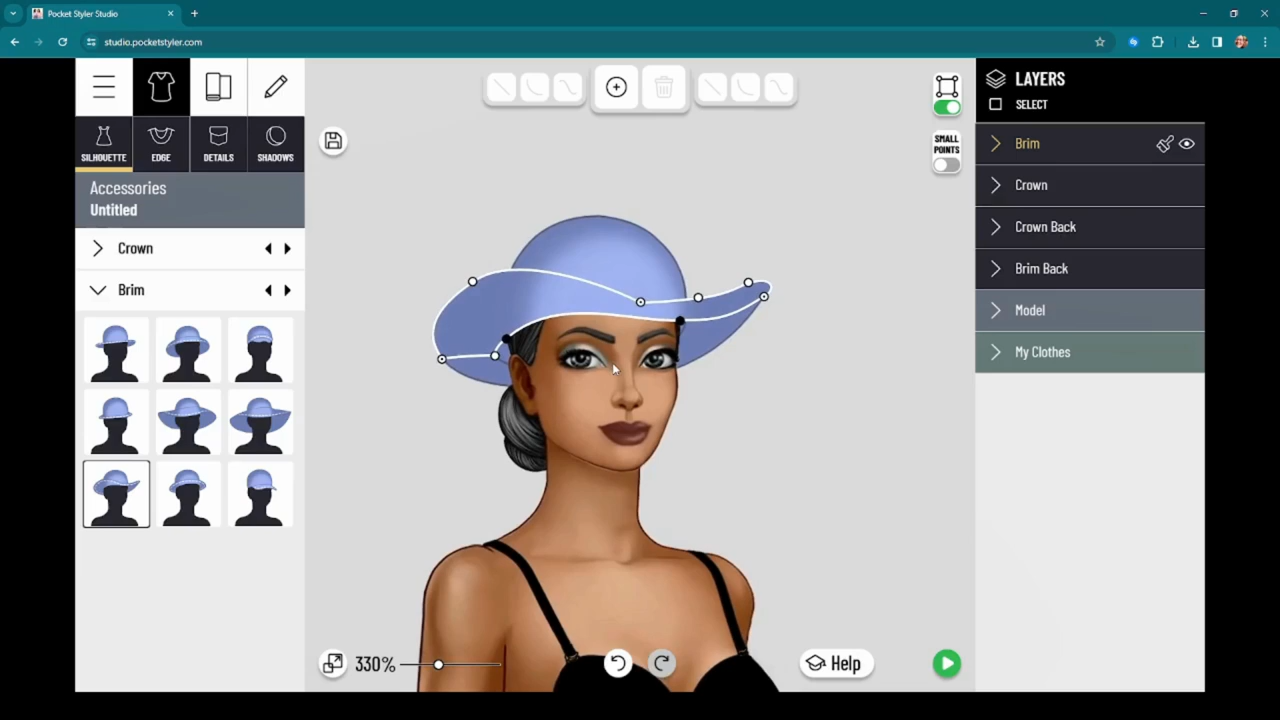 Pocket Styler Studio
studio.pocketstyler.com
SILHOUETTE
EDGE
DETAILS
SHADOWS
Accessories
Untitled
Crown
Brim
SMALL
POINTS
330%
Help
LAYERS
SELECT
Brim
Crown
Crown Back
Brim Back
Model
My Clothes